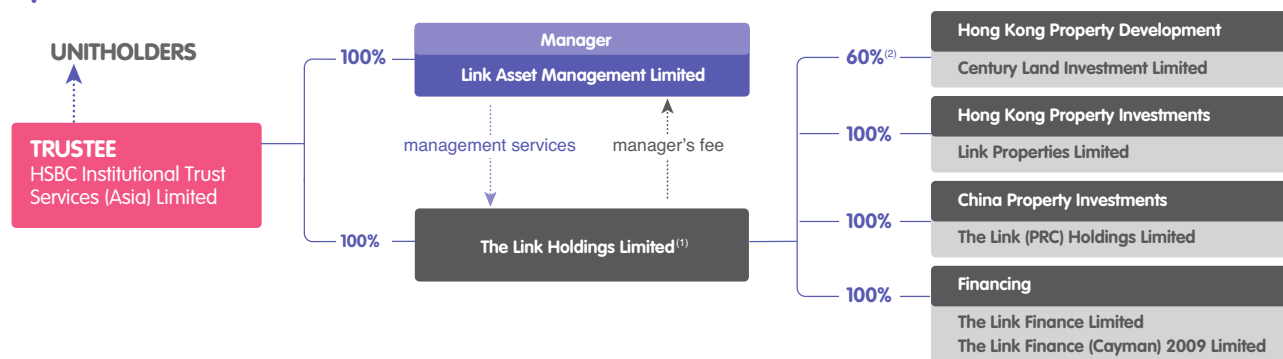 UNITHOLDERS
TRUSTEE
HSBC Institutional Trust
Services (Asia) Limited
100%
Manager
Link Asset Management Limited
management services
manager's fee
100%
The Link Holdings Limited(1)
60%(2)
Hong Kong Property Development
Century Land Investment Limited
100%
Hong Kong Property Investments
Link Properties Limited
100%
China Property Investments
The Link (PRC) Holdings Limited
100%
Financing
The Link Finance Limited
The Link Finance (Cayman) 2009 Limited